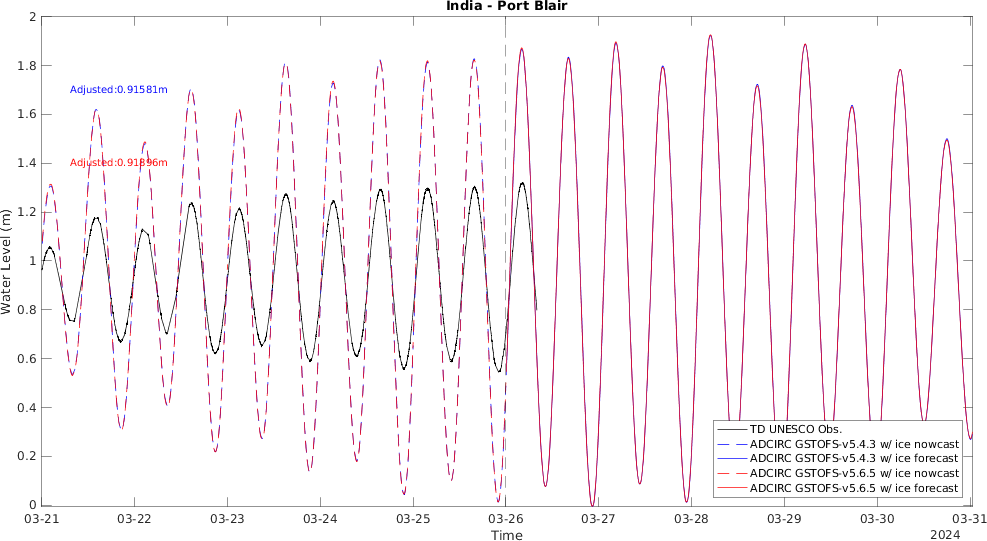 India - Port Blair
2
1.8
1.6
1.4
1.2
1
0.8
0.6
0.4
0.2
0
Water Level (m)
Adjusted:0.91581m
Adjusted:0.91896m
TD UNESCO Obs.
ADCIRC GSTOFS-v5.4.3 w/ ice nowcast
ADCIRC GSTOFS-v5.4.3 w/ ice forecast
ADCIRC GSTOFS-v5.6.5 w/ ice nowcast
ADCIRC GSTOFS-v5.6.5 w/ ice forecast
03-21 03-22 03-23 03-24 03-25 03-26 03-27 03-28 03-29 03-30 03-31
Time
2024